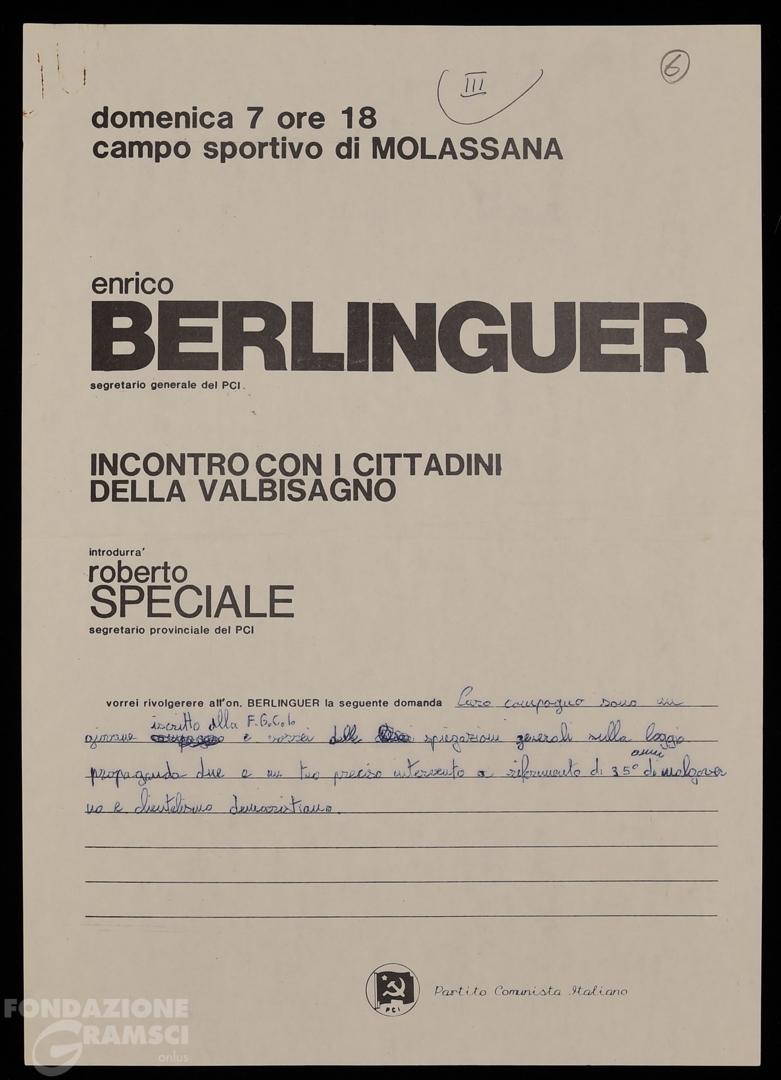 III
6
domenica 7 ore 18
campo sportivo di MOLASSANA
enrico
BERLINGUER
segretario generale del PCI.
INCONTRO CON I CITTADINI
DELLA VALBISAGNO
introdurra'
roberto
SPECIALE
segretario provinciale del PCI
vorrei rivolgerere all'on. BERLINGUER la seguente domanda Caro compagno sono un
iscritto alla F.G.C.I.
giovane e vorrei delle spiegazioni generali sulla loggia
anni
propaganda due e un tuo preciso intervento a riferimento di 35° di malgover
no e clientelismo democristiano.
PCI
Partito Comunista Italiano
FONDAZIONE
GRAMSCI
onlus